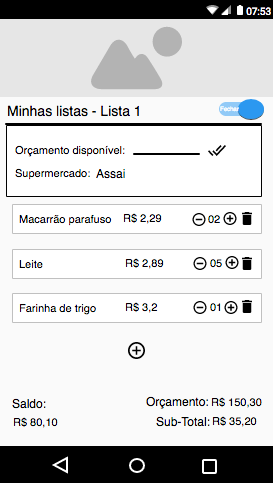 07:53
Minhas listas - Lista 1 Fechar
Orçamento disponível:
Supermercado: Assai
Macarrão parafuso R$ 2,29 02
Leite R$ 2,89 05
Farinha de trigo R$ 3,2 01
Saldo: Orçamento: R$ 150,30
R$ 80,10 Sub-Total: R$ 35,20